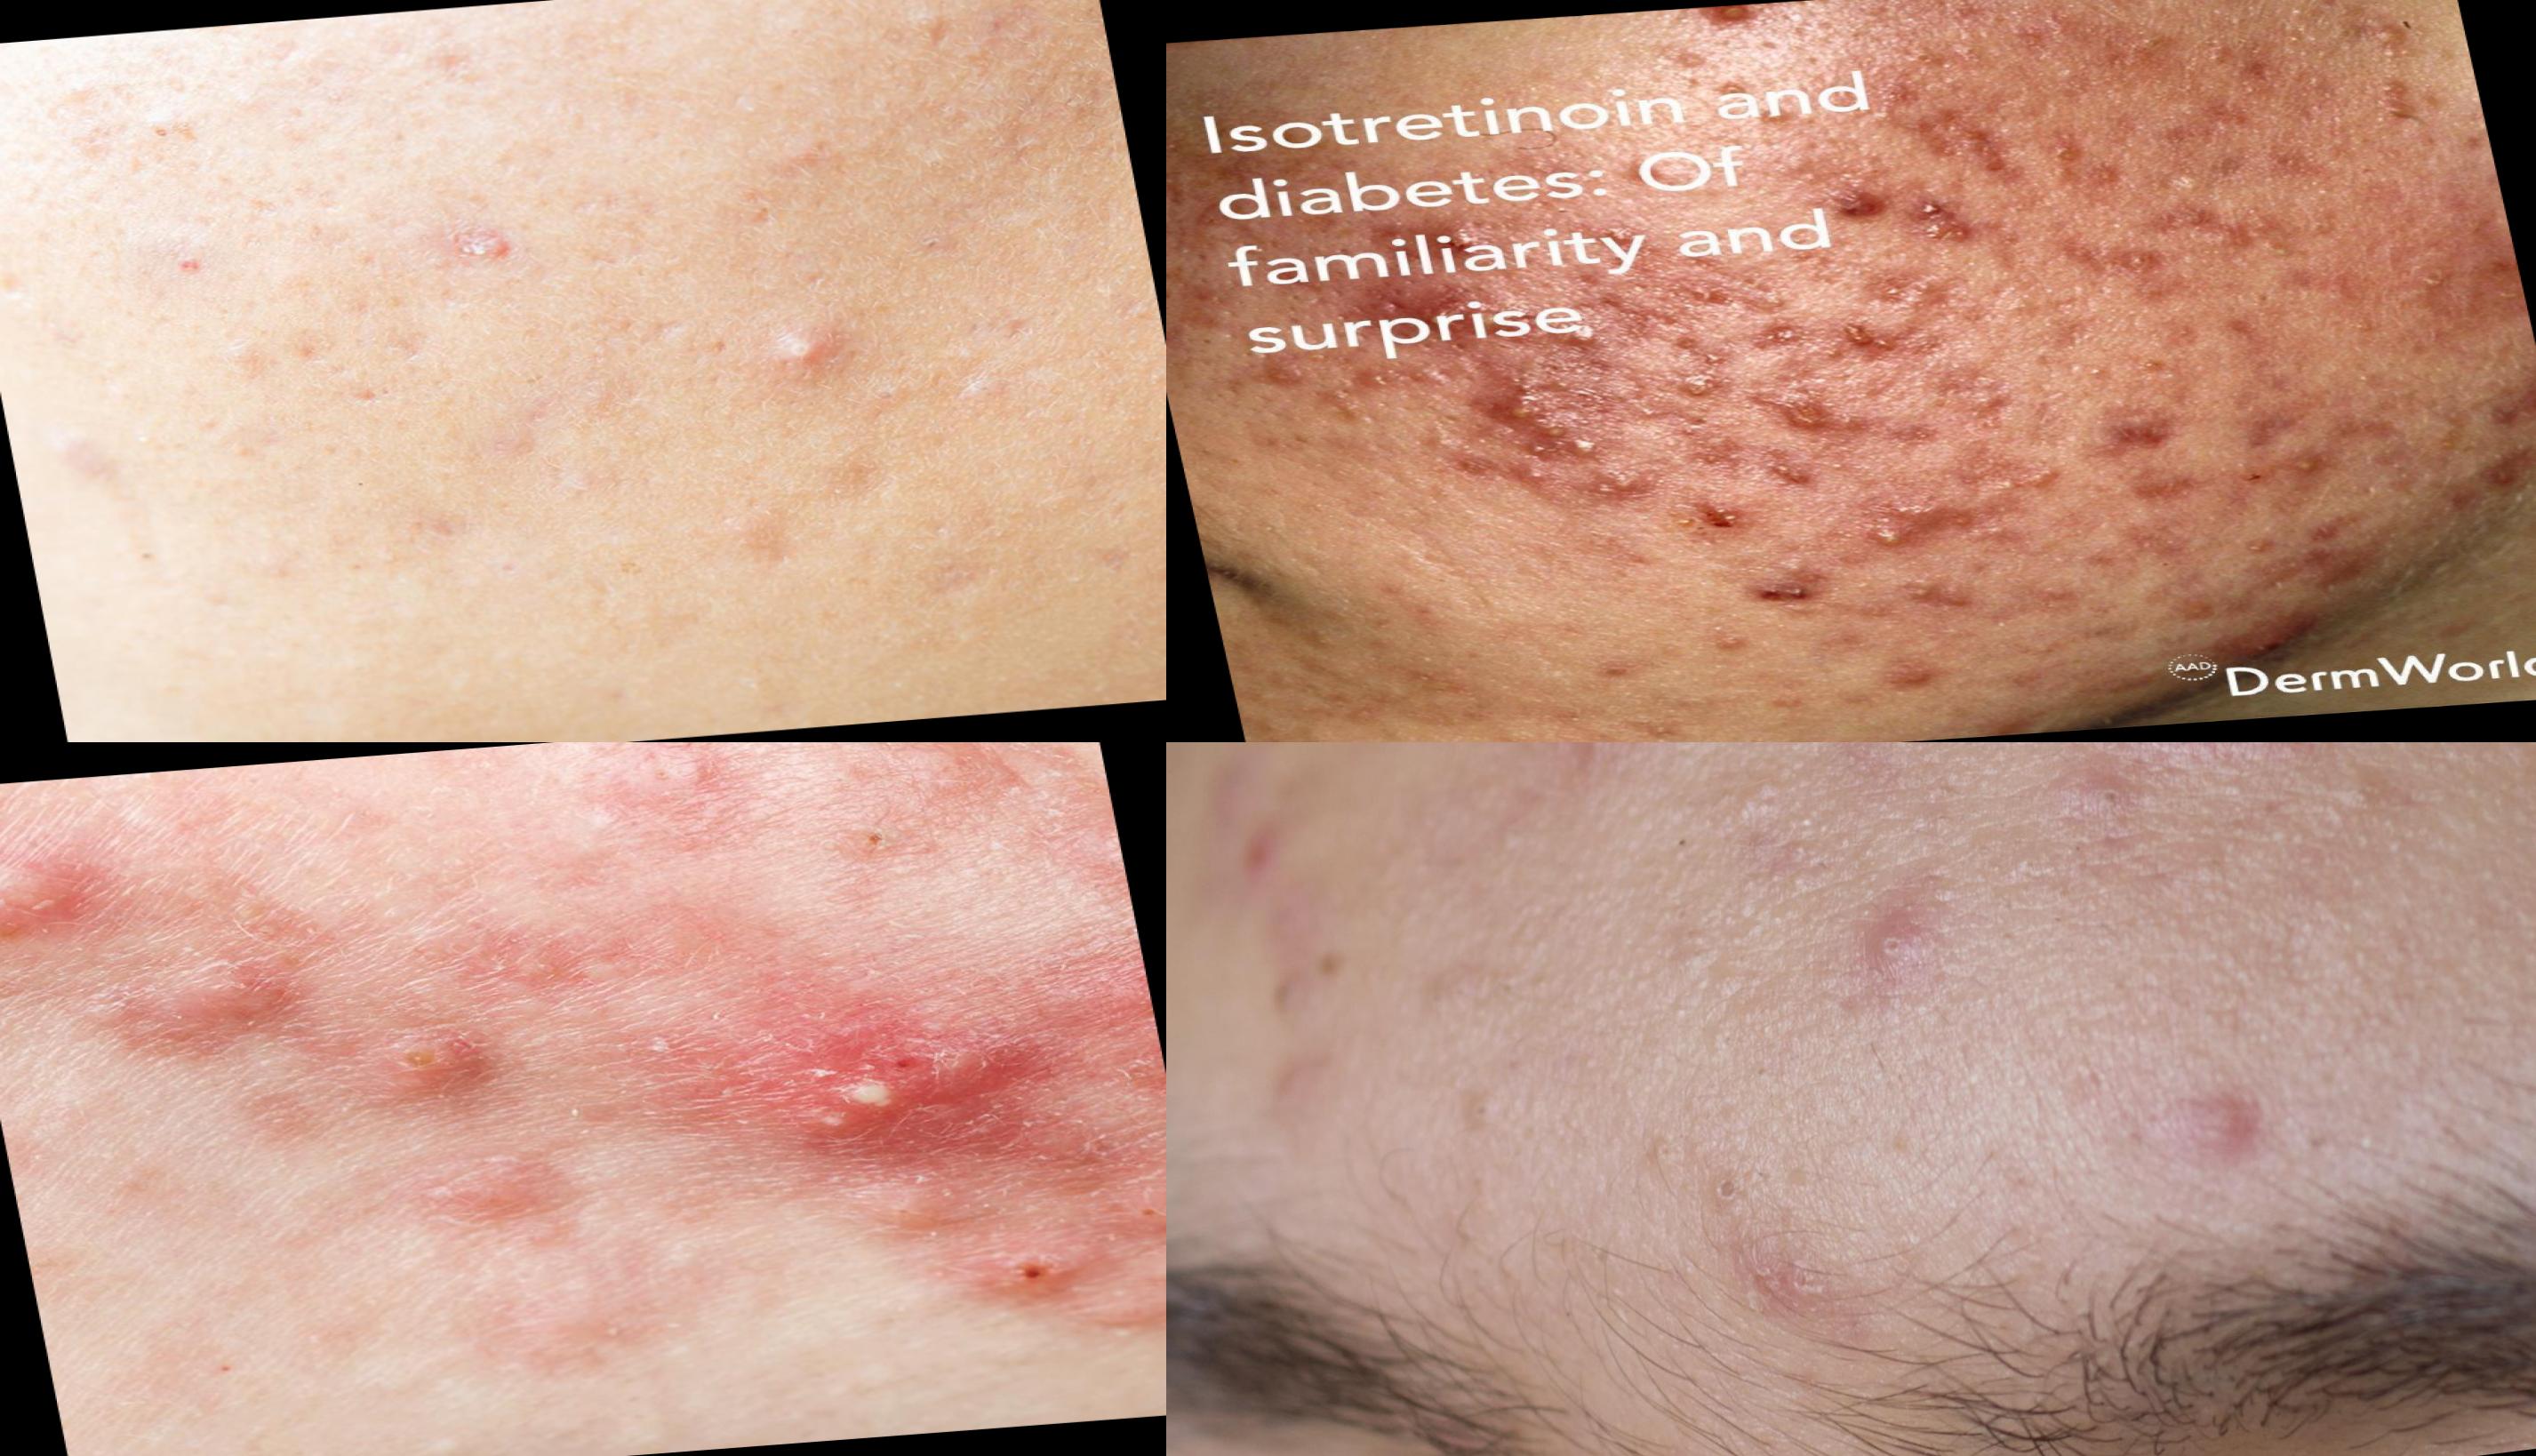 Isotretinoin and
diabetes: Of
familiarity and
surprise
AAD
DermWorl